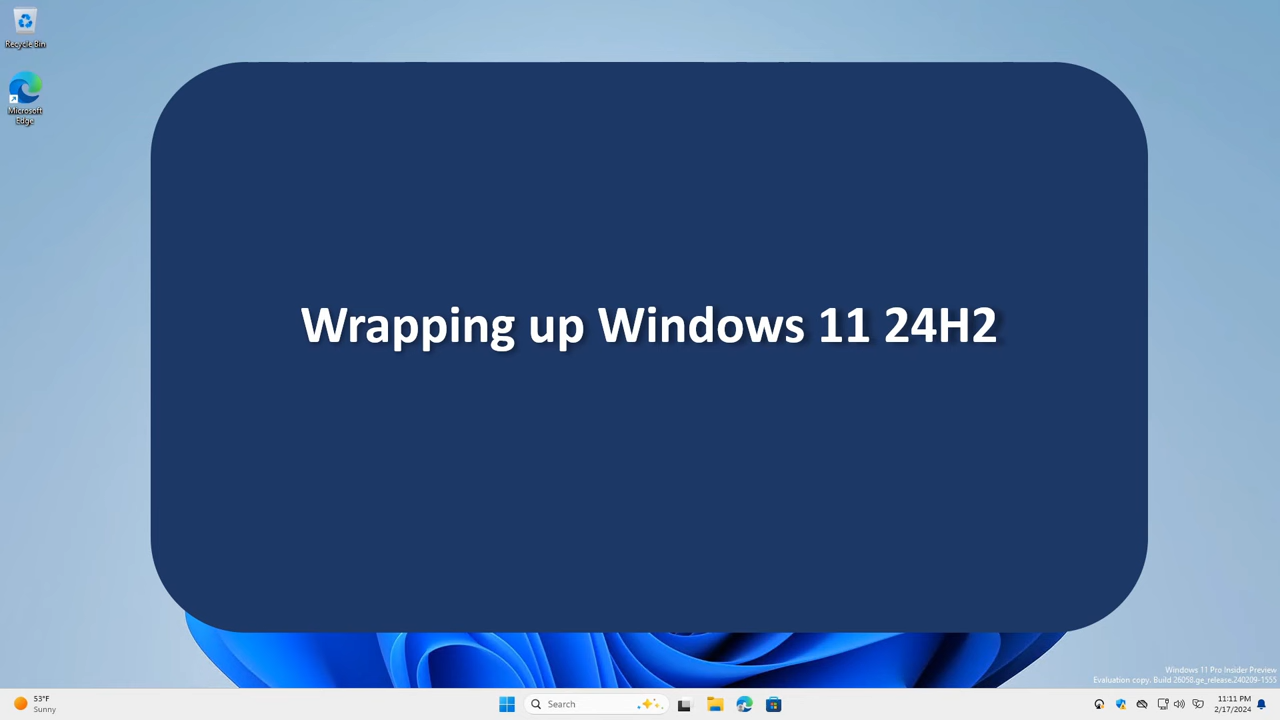 Recycle Bin
Microsoft
Edge
Wrapping up Windows 11 24H2
Windows 11 Pro Insider Preview
Evaluation copy. Build 26058.ge_release.240209-1555
53°F
Sunny
Search
11:11 PM
2/17/2024